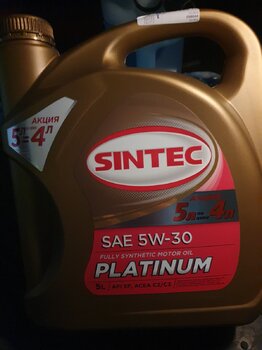 АКЦИЯ
5л=4л
SINTEC
АКЦИЯ
5л по цене 4л
SAE 5W-30
FULLY SYNTHETIC MOTOR OIL
PLATINUM
5L / API SP, ACEA C2/C3